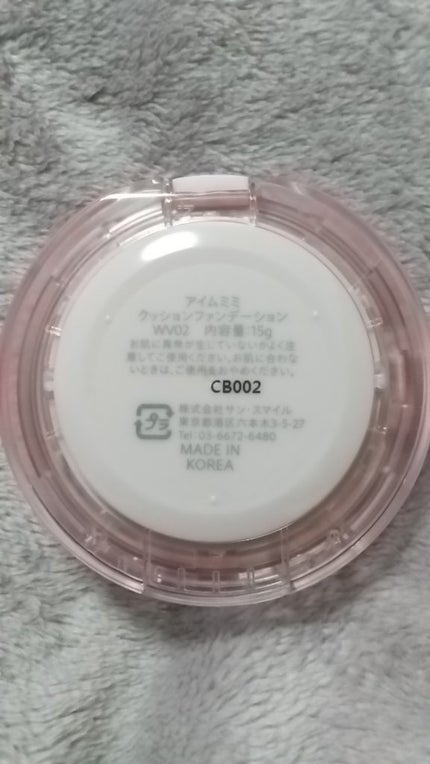 アイムミミ
クッションファンデーション
WV02 内容量:15g
お肌に異常が生じていないかよく注
意してご使用ください。お肌に合わな
いときは、ご使用をおやめください。
CB002
プラ
株式会社サン・スマイル
東京都港区六本木3-5-27
Tel 03-6672-6480
MADE IN
KOREA